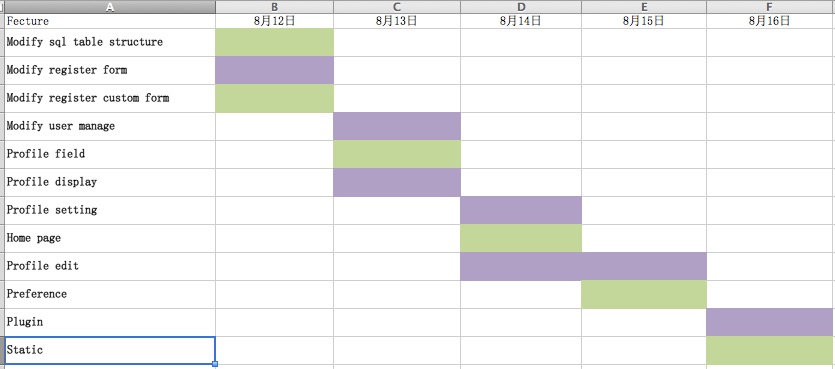 A B C D E F
Fecture 8月12日 8月13日 8月14日 8月15日 8月16日
Modify sql table structure
Modify register form
Modify register custom form
Modify user manage
Profile field
Profile display
Profile setting
Home page
Profile edit
Preference
Plugin
Static